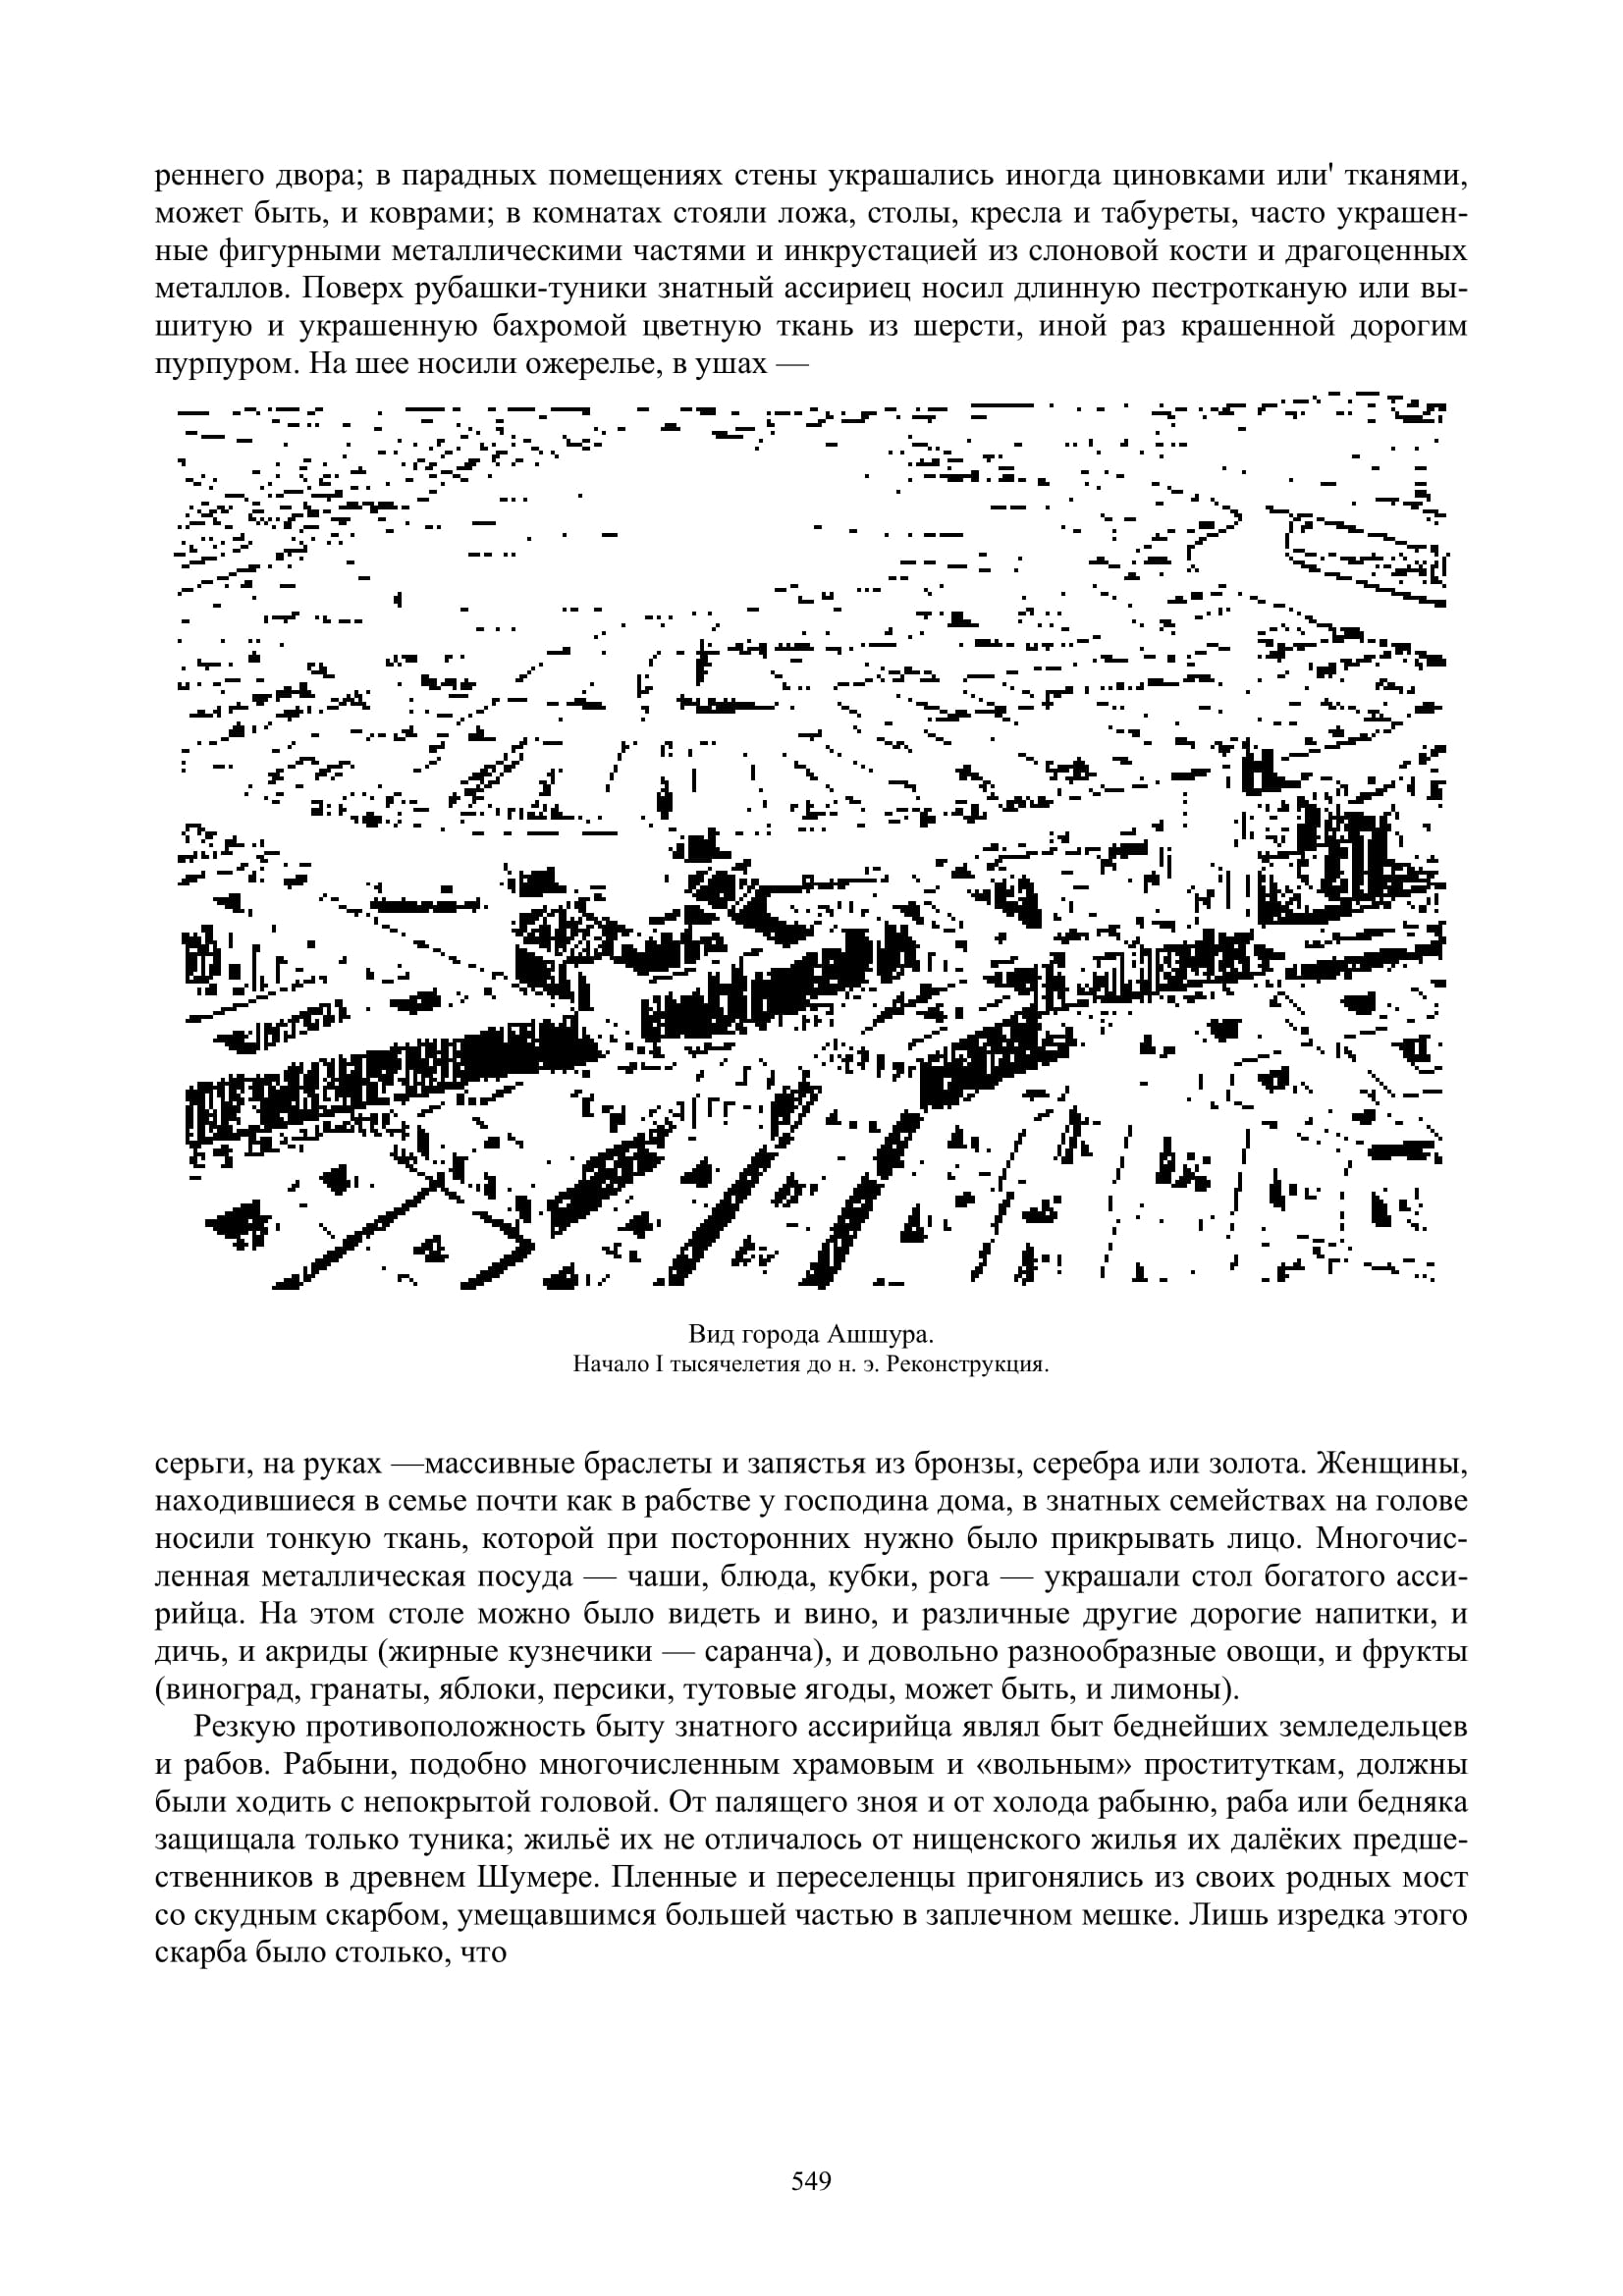 реннего двора; в парадных помещениях стены украшались иногда циновками или' тканями,
может быть, и коврами; в комнатах стояли ложа, столы, кресла и табуреты, часто украшен-
ные фигурными металлическими частями и инкрустацией из слоновой кости и драгоценных
металлов. Поверх рубашки-туники знатный ассириец носил длинную пестротканую или вы-
шитую и украшенную бахромой цветную ткань из шерсти, иной раз крашенной дорогим
пурпуром. На шее носили ожерелье, в ушах —
Вид города Ашшура.
Начало I тысячелетия до н. э. Реконструкция.
серьги, на руках —массивные браслеты и запястья из бронзы, серебра или золота. Женщины,
находившиеся в семье почти как в рабстве у господина дома, в знатных семействах на голове
носили тонкую ткань, которой при посторонних нужно было прикрывать лицо. Многочис-
ленная металлическая посуда — чаши, блюда, кубки, рога — украшали стол богатого асси-
рийца. На этом столе можно было видеть и вино, и различные другие дорогие напитки, и
дичь, и акриды (жирные кузнечики — саранча), и довольно разнообразные овощи, и фрукты
(виноград, гранаты, яблоки, персики, тутовые ягоды, может быть, и лимоны).
Резкую противоположность быту знатного ассирийца являл быт беднейших земледельцев
и рабов. Рабыни, подобно многочисленным храмовым и «вольным» проституткам, должны
были ходить с непокрытой головой. От палящего зноя и от холода рабыню, раба или бедняка
защищала только туника; жильё их не отличалось от нищенского жилья их далёких предше-
ственников в древнем Шумере. Пленные и переселенцы пригонялись из своих родных мост
со скудным скарбом, умещавшимся большей частью в заплечном мешке. Лишь изредка этого
скарба было столько, что
549